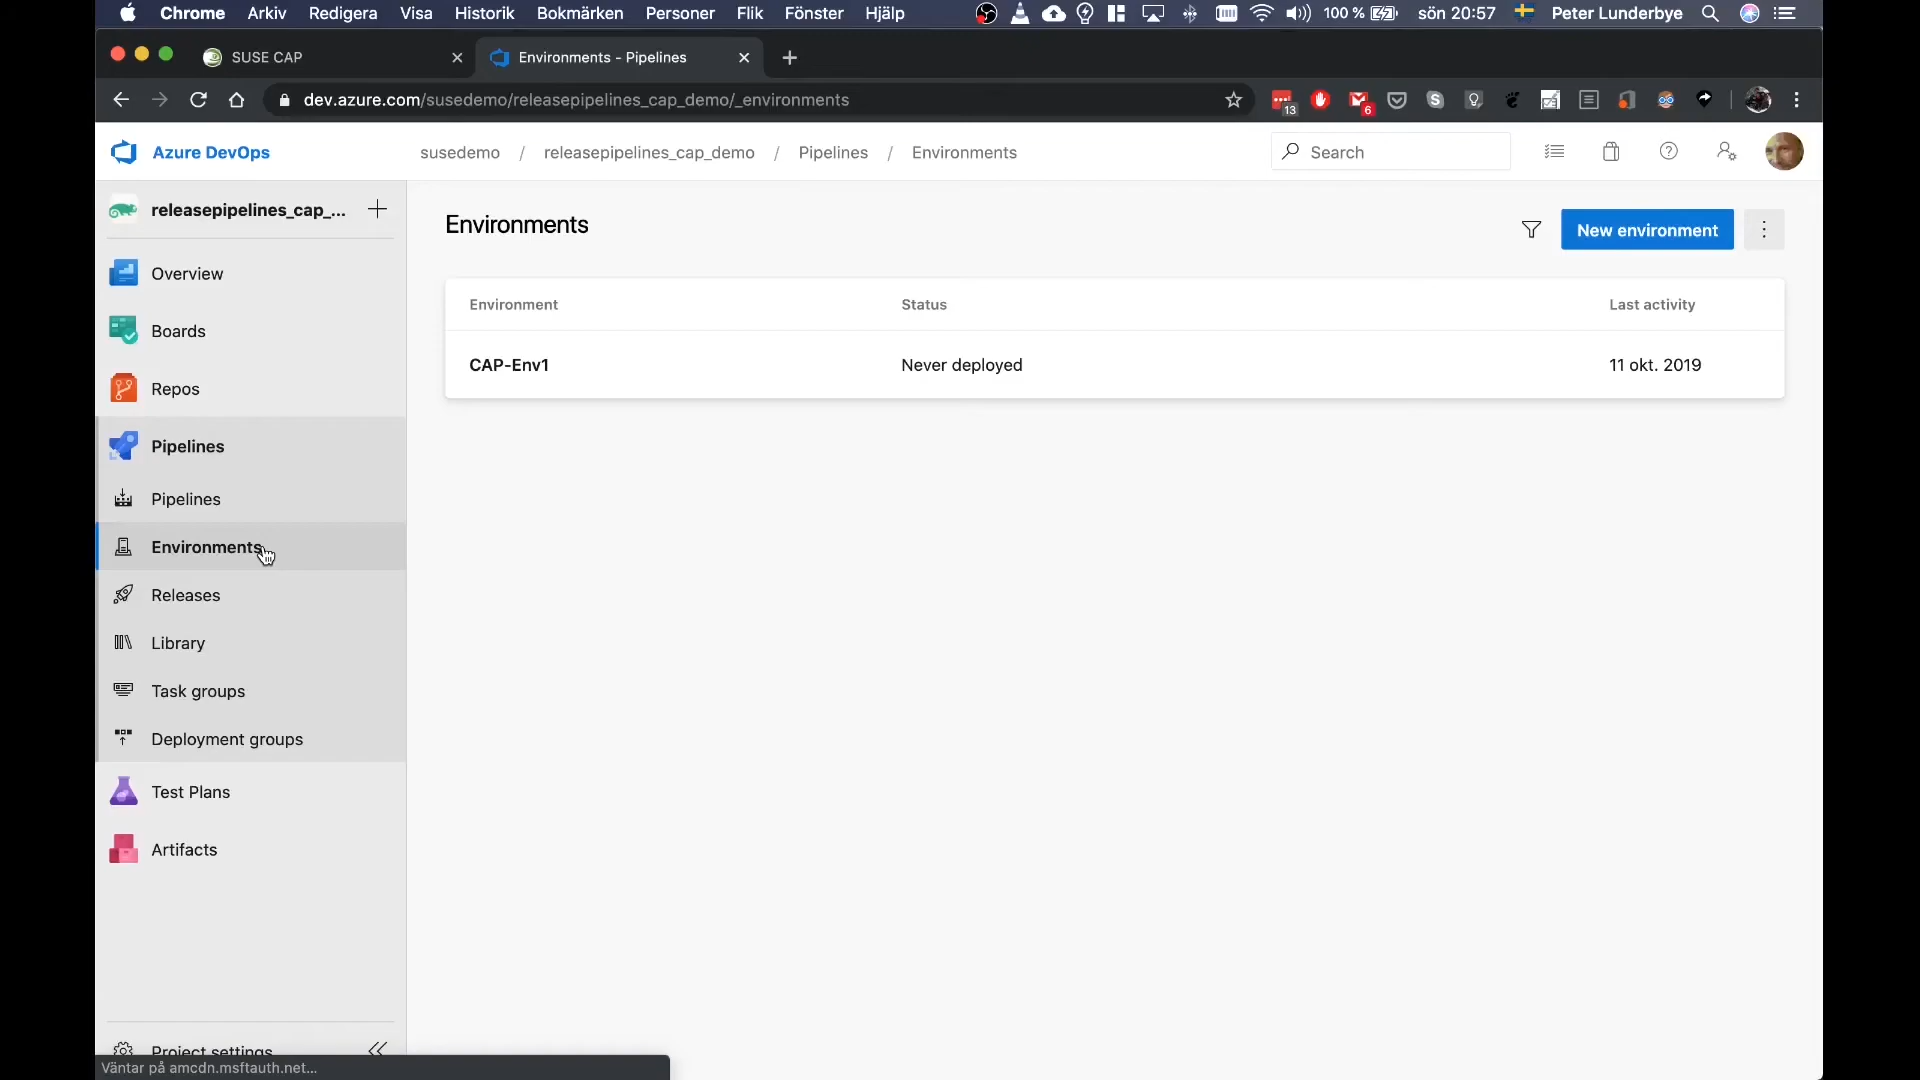 Chrome Arkiv Redigera Visa Historik Bokmärken Personer Flik Fönster Hjälp 100 % sön 20:57 Peter Lunderbye
SUSE CAP
Environments - Pipelines
dev.azure.com/susedemo/releasepipelines_cap_demo/_environments
13
6
Azure DevOps
susedemo / releasepipelines_cap_demo / Pipelines / Environments
Search
releasepipelines_cap_...
Overview
Boards
Repos
Pipelines
Pipelines
Environments
Releases
Library
Task groups
Deployment groups
Test Plans
Artifacts
Project settings
Väntar på amcdn.msftauth.net...
Environments
New environment
Environment Status Last activity
CAP-Env1 Never deployed 11 okt. 2019